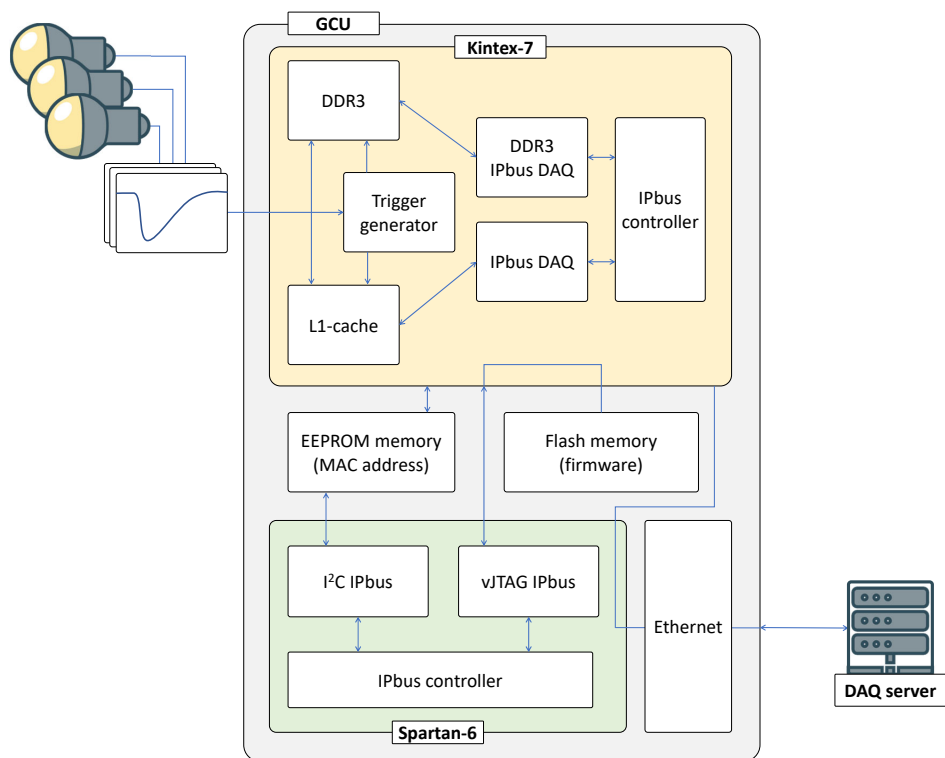 GCU
Kintex-7
DDR3
DDR3
IPbus DAQ
IPbus
controller
Trigger
generator
IPbus DAQ
L1-cache
EEPROM memory
(MAC address)
Flash memory
(firmware)
I²C IPbus
vJTAG IPbus
Ethernet
IPbus controller
Spartan-6
DAQ server